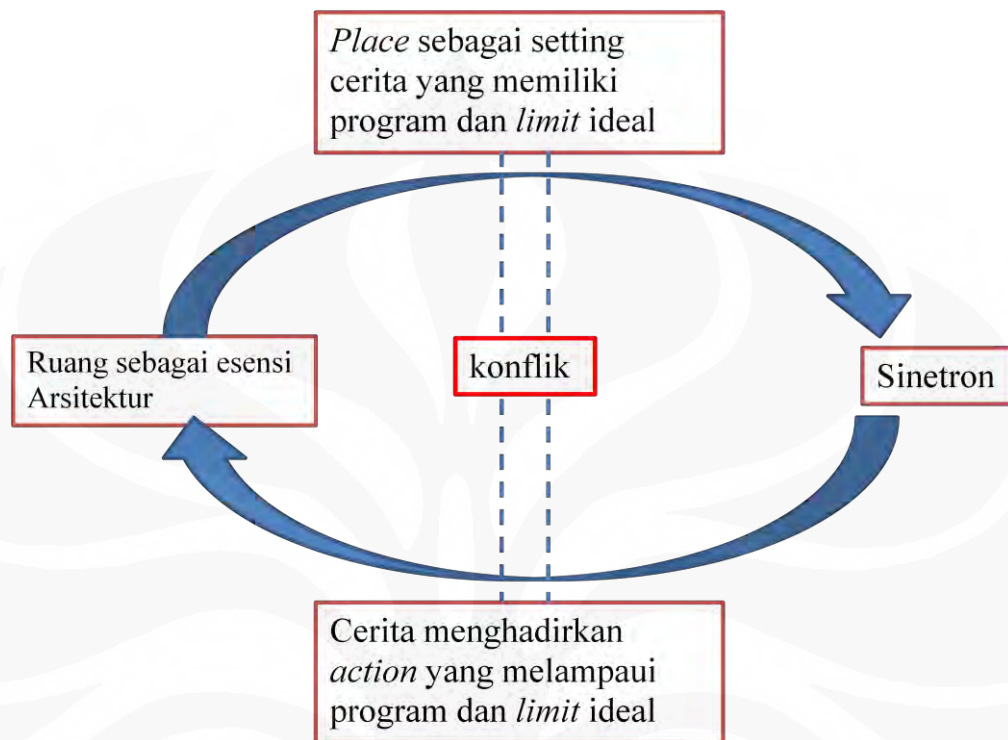 Place sebagai setting
cerita yang memiliki
program dan limit ideal
Ruang sebagai esensi
Arsitektur
konflik
Sinetron
Cerita menghadirkan
action yang melampaui
program dan limit ideal